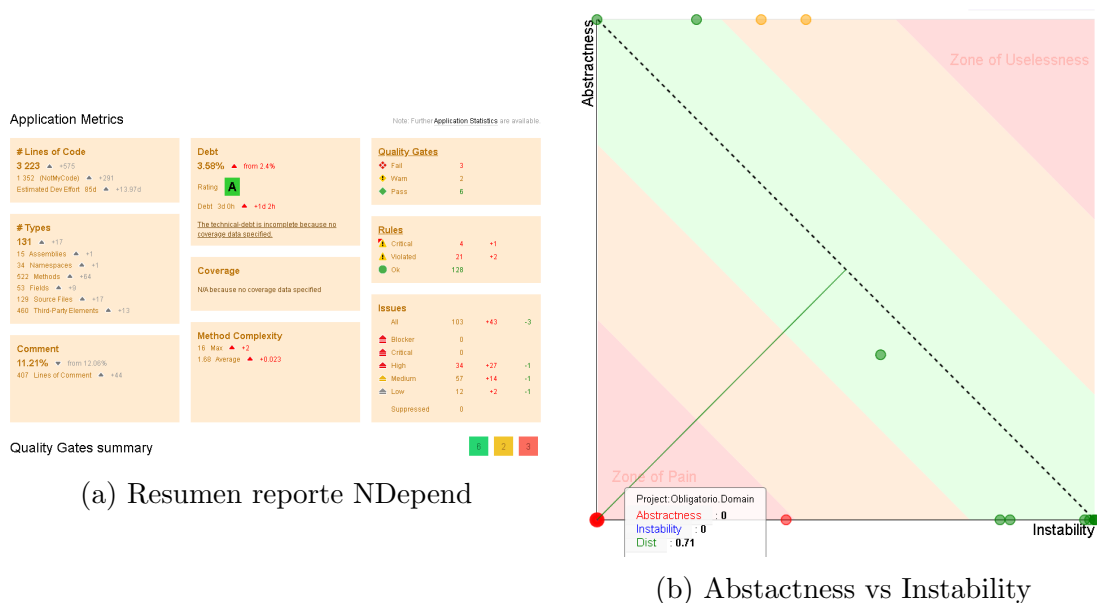 Application Metrics
Note: Further Application Statistics are available.
# Lines of Code
3 223 +575
1 352 (NotMyCode) +291
Estimated Dev Effort 85d +13.97d
# Types
131 +17
15 Assemblies +1
34 Namespaces +1
522 Methods +64
53 Fields +9
129 Source Files +17
460 Third-Party Elements +13
Comment
11.21% from 12.06%
407 Lines of Comment +44
Debt
3.58% from 2.4%
Rating A
Debt 3d 0h +1d 2h
The technical-debt is incomplete because no
coverage data specified.
Coverage
N/A because no coverage data specified
Method Complexity
16 Max +2
1.68 Average +0.023
Quality Gates
Fail 3
Warn 2
Pass 6
Rules
Critical 4 +1
Violated 21 +2
Ok 128
Issues
All 103 +43 -3
Blocker 0
Critical 0
High 34 +27 -1
Medium 57 +14 -1
Low 12 +2 -1
Suppressed 0
Quality Gates summary
6 2 3
(a) Resumen reporte NDepend
Abstractness
Zone of Uselessness
Zone of Pain
Project:Obligatorio.Domain
Abstractness : 0
Instability : 0
Dist : 0.71
Instability
(b) Abstactness vs Instability